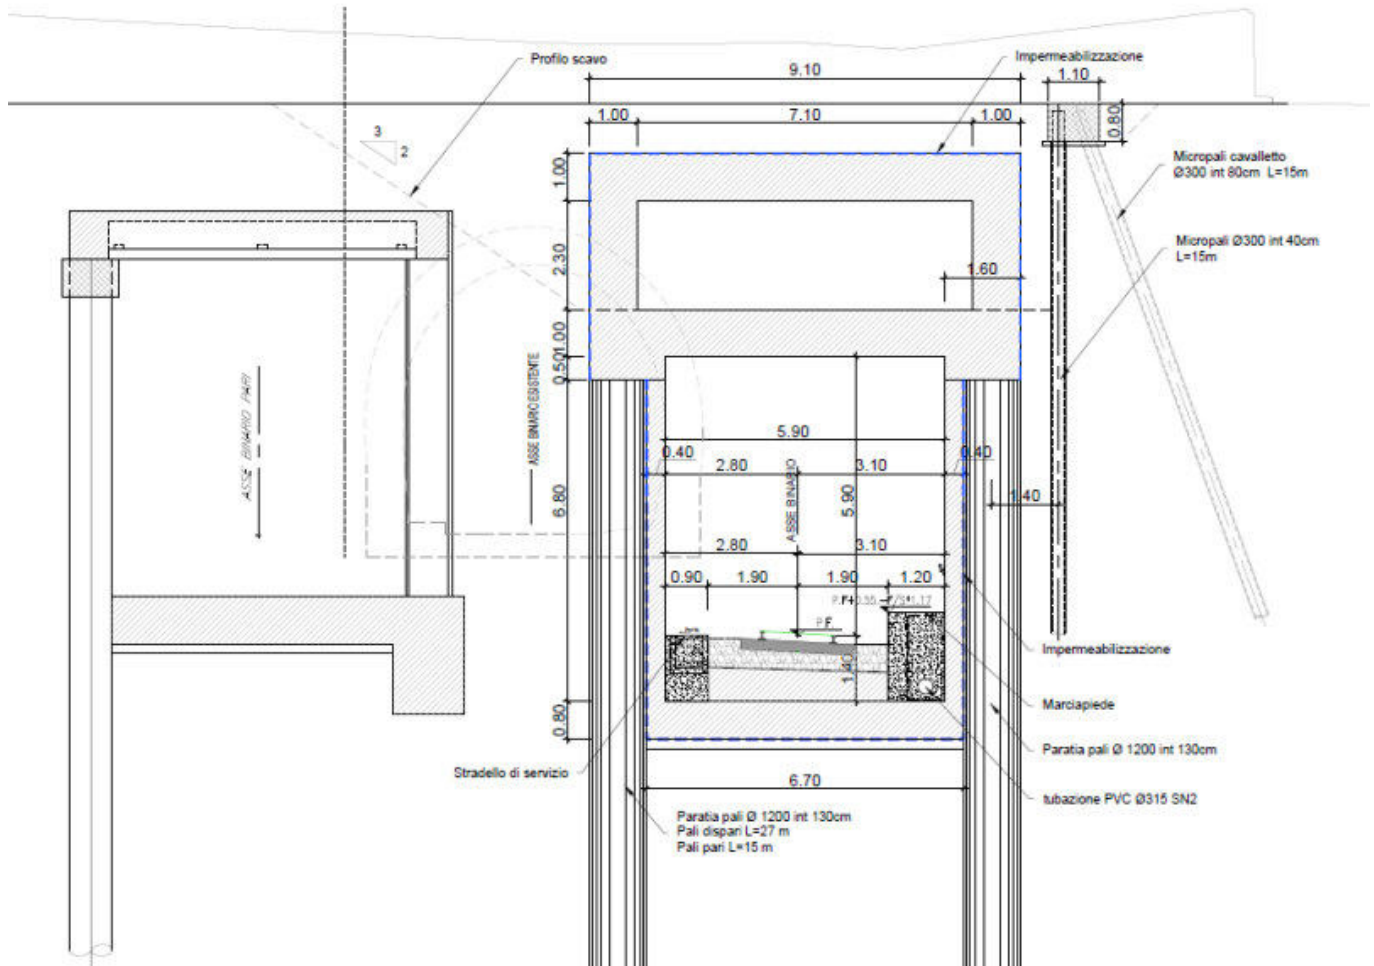 Profilo scavo
Impermeabilizzazione
9.10
1.10
1.00
7.10
1.00
0.80
3
2
Micropali cavalletto
Ø300 int 80cm L=15m
1.00
Micropali Ø300 int 40cm
L=15m
2.30
1.60
1.00
0.50
ASSE BINARIO PARI
ASSE BINARIO ESISTENTE
5.90
0.40
2.80
3.10
0.40
ASSE BINARIO
5.90
1.40
6.80
2.80
3.10
0.90
1.90
1.90
1.20
P.F.
1.40
Impermeabilizzazione
Marciapiede
0.80
Paratia pali Ø 1200 int 130cm
Stradello di servizio
6.70
tubazione PVC Ø315 SN2
Paratia pali Ø 1200 int 130cm
Pali dispari L=27 m
Pali pari L=15 m